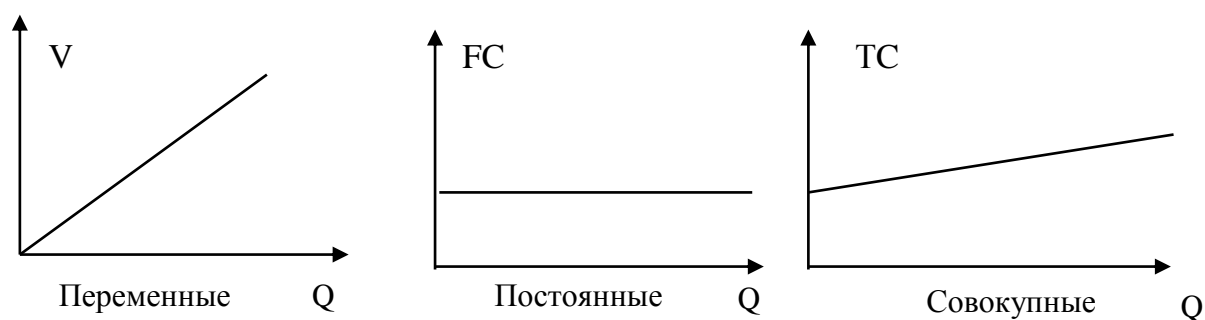 V
FC
TC
Переменные Q
Постоянные Q
Совокупные Q